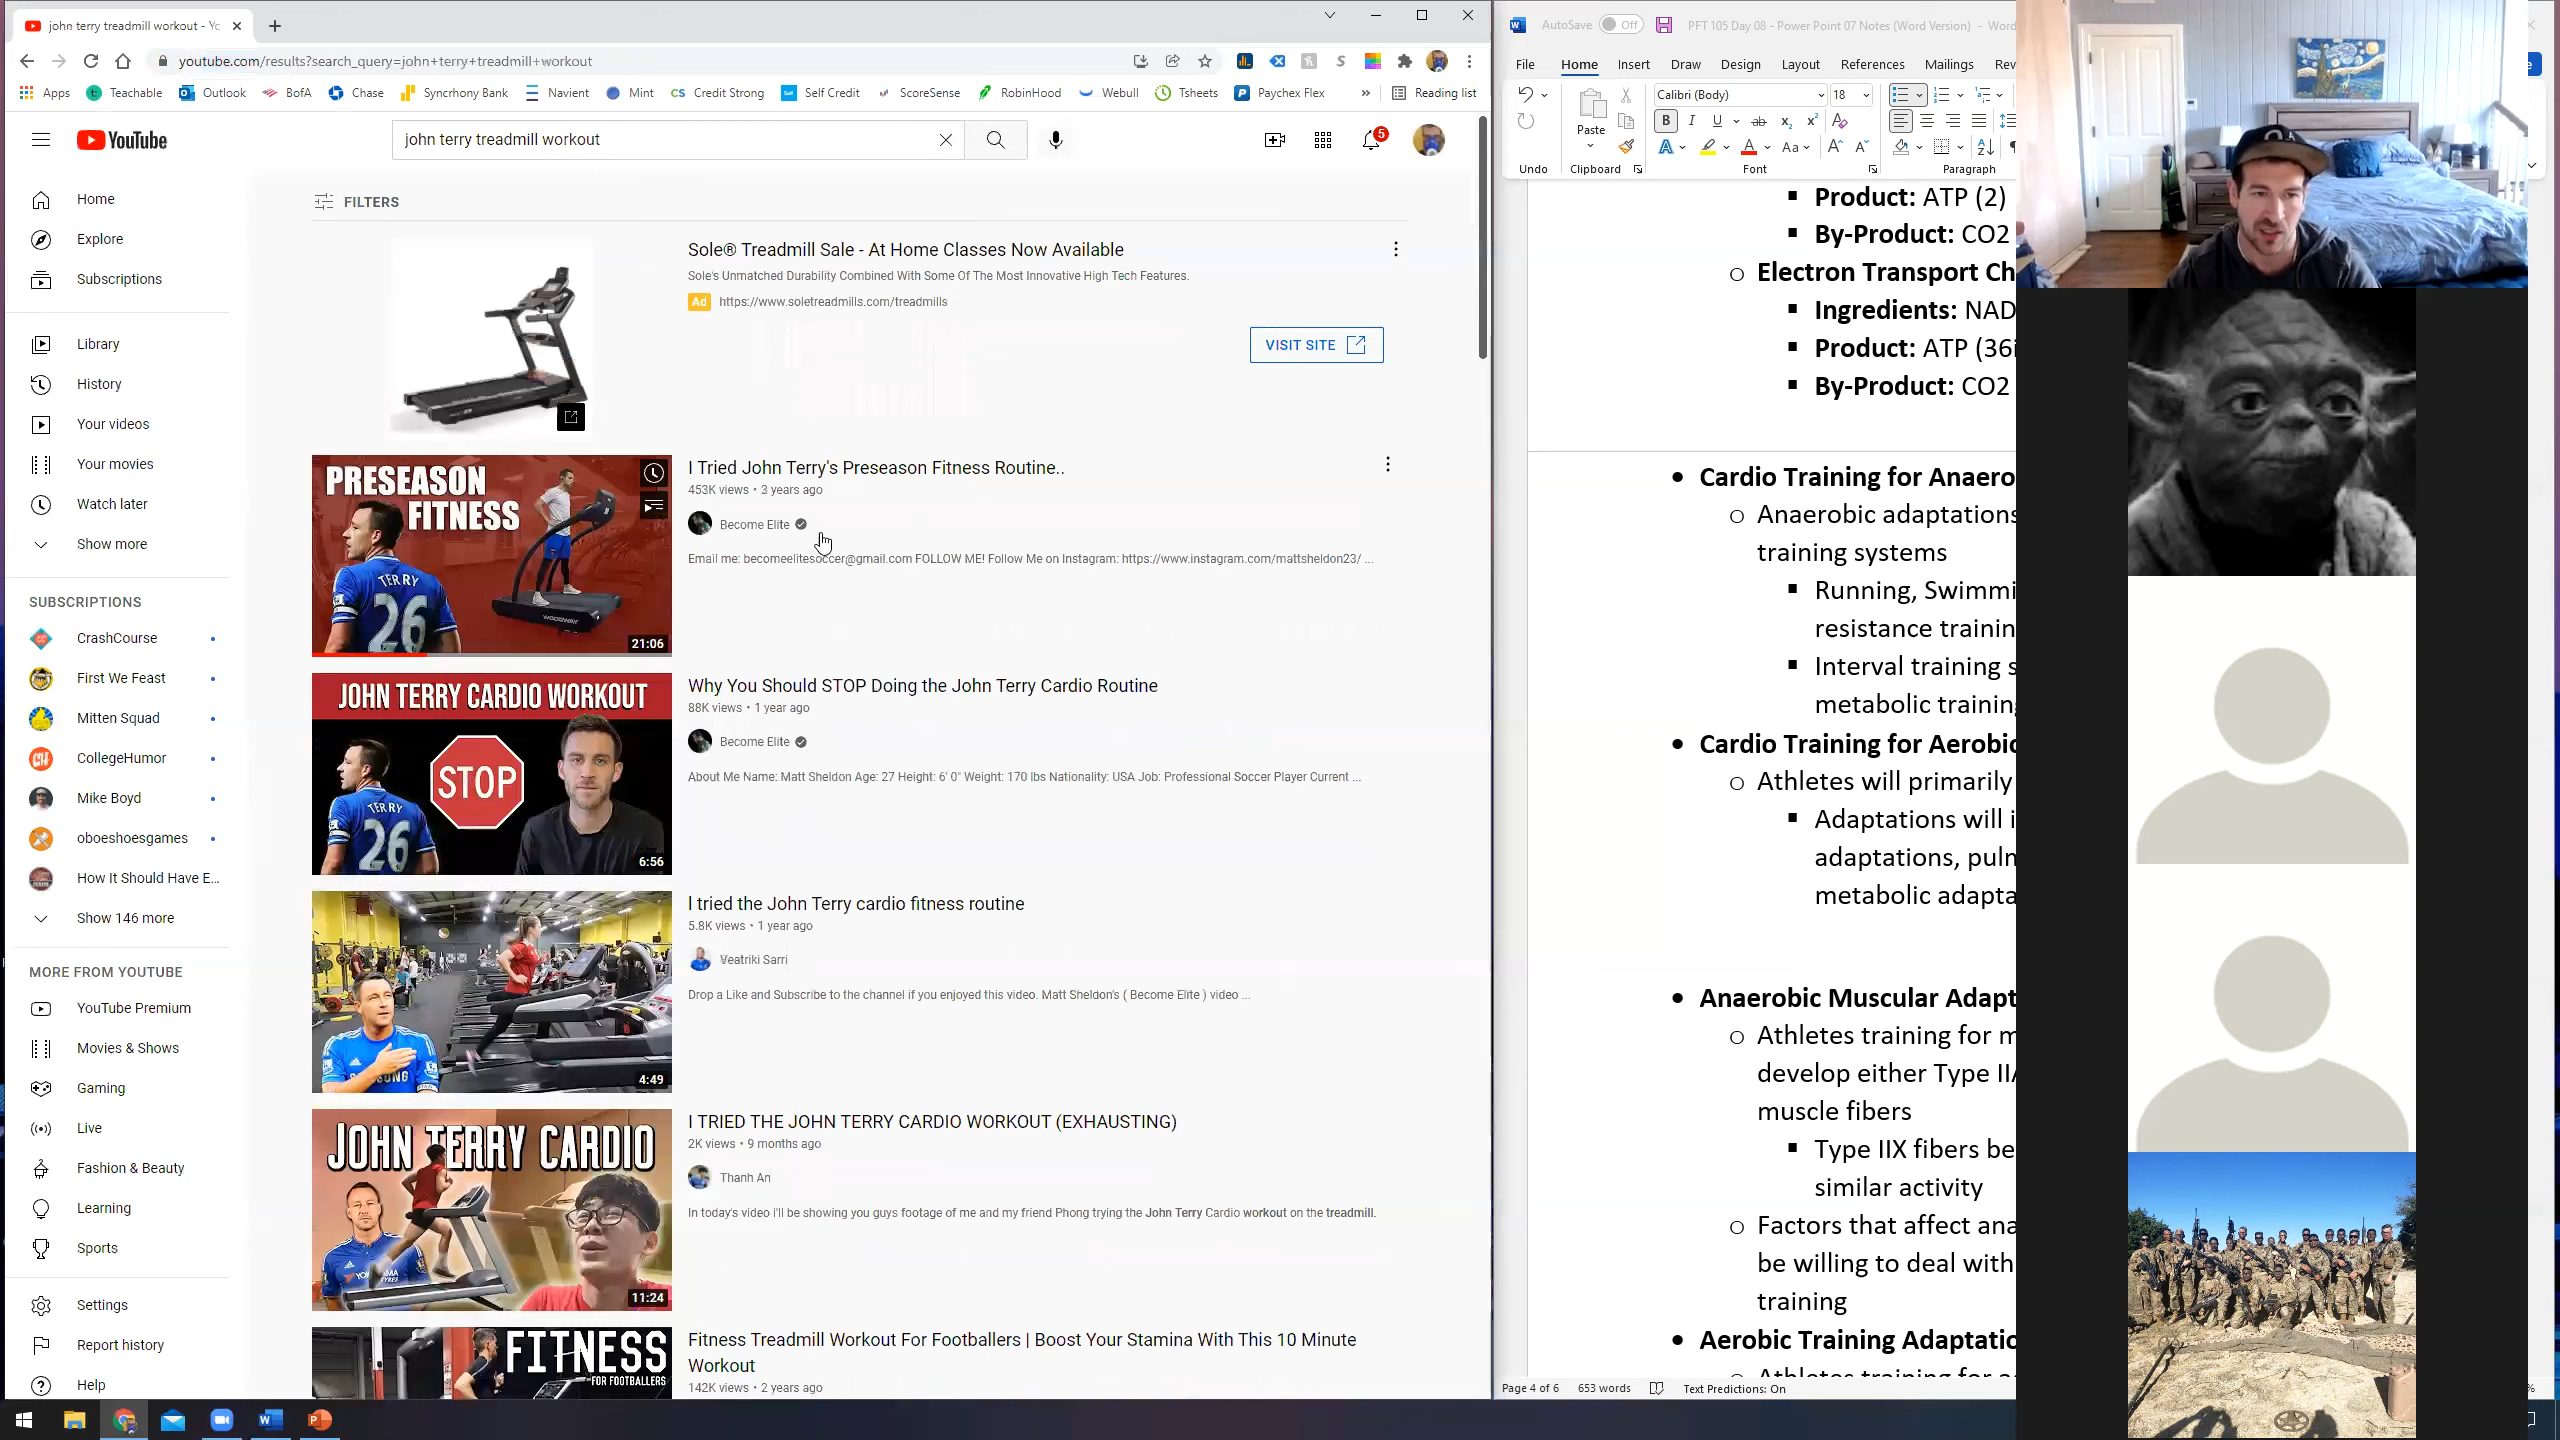 john terry treadmill workout - Yo
youtube.com/results?search_query=john+terry+treadmill+workout
Apps
Teachable
Outlook
BofA
Chase
Syncrhony Bank
Navient
Mint
CS Credit Strong
Self Credit
ScoreSense
RobinHood
Webull
Tsheets
Paychex Flex
»
Reading list
YouTube
john terry treadmill workout
5
Home
Explore
Subscriptions
Library
History
Your videos
Your movies
Watch later
Show more
SUBSCRIPTIONS
CrashCourse
First We Feast
Mitten Squad
CollegeHumor
Mike Boyd
oboeshoesgames
How It Should Have E...
Show 146 more
MORE FROM YOUTUBE
YouTube Premium
Movies & Shows
Gaming
Live
Fashion & Beauty
Learning
Sports
Settings
Report history
Help
FILTERS
Sole® Treadmill Sale - At Home Classes Now Available
Sole's Unmatched Durability Combined With Some Of The Most Innovative High Tech Features.
Ad https://www.soletreadmills.com/treadmills
VISIT SITE
PRESEASON
FITNESS
TERRY
26
WOODWAY
21:06
I Tried John Terry's Preseason Fitness Routine..
453K views • 3 years ago
Become Elite
Email me: becomeelitesoccer@gmail.com FOLLOW ME! Follow Me on Instagram: https://www.instagram.com/mattsheldon23/ ...
JOHN TERRY CARDIO WORKOUT
STOP
TERRY
26
6:56
Why You Should STOP Doing the John Terry Cardio Routine
88K views • 1 year ago
Become Elite
About Me Name: Matt Sheldon Age: 27 Height: 6' 0" Weight: 170 lbs Nationality: USA Job: Professional Soccer Player Current ...
4:49
I tried the John Terry cardio fitness routine
5.8K views • 1 year ago
Veatriki Sarri
Drop a Like and Subscribe to the channel if you enjoyed this video. Matt Sheldon's ( Become Elite ) video ...
JOHN TERRY CARDIO
11:24
I TRIED THE JOHN TERRY CARDIO WORKOUT (EXHAUSTING)
2K views • 9 months ago
Thanh An
In today's video i'll be showing you guys footage of me and my friend Phong trying the John Terry Cardio workout on the treadmill.
FITNESS
FOR FOOTBALLERS
Fitness Treadmill Workout For Footballers | Boost Your Stamina With This 10 Minute
Workout
142K views • 2 years ago
AutoSave Off
PFT 105 Day 08 - Power Point 07 Notes (Word Version) - Word
File
Home
Insert
Draw
Design
Layout
References
Mailings
Rev
Paste
Calibri (Body)
18
Undo
Clipboard
Font
Paragraph
Product: ATP (2)
By-Product: CO2
Electron Transport Ch
Ingredients: NAD
Product: ATP (36
By-Product: CO2
Cardio Training for Anaero
Anaerobic adaptations
training systems
Running, Swimmi
resistance trainin
Interval training s
metabolic training
Cardio Training for Aerobic
Athletes will primarily
Adaptations will i
adaptations, puln
metabolic adapta
Anaerobic Muscular Adapt
Athletes training for m
develop either Type IIA
muscle fibers
Type IIX fibers be
similar activity
Factors that affect ana
be willing to deal with
training
Aerobic Training Adaptatio
Page 4 of 6
653 words
Text Predictions: On